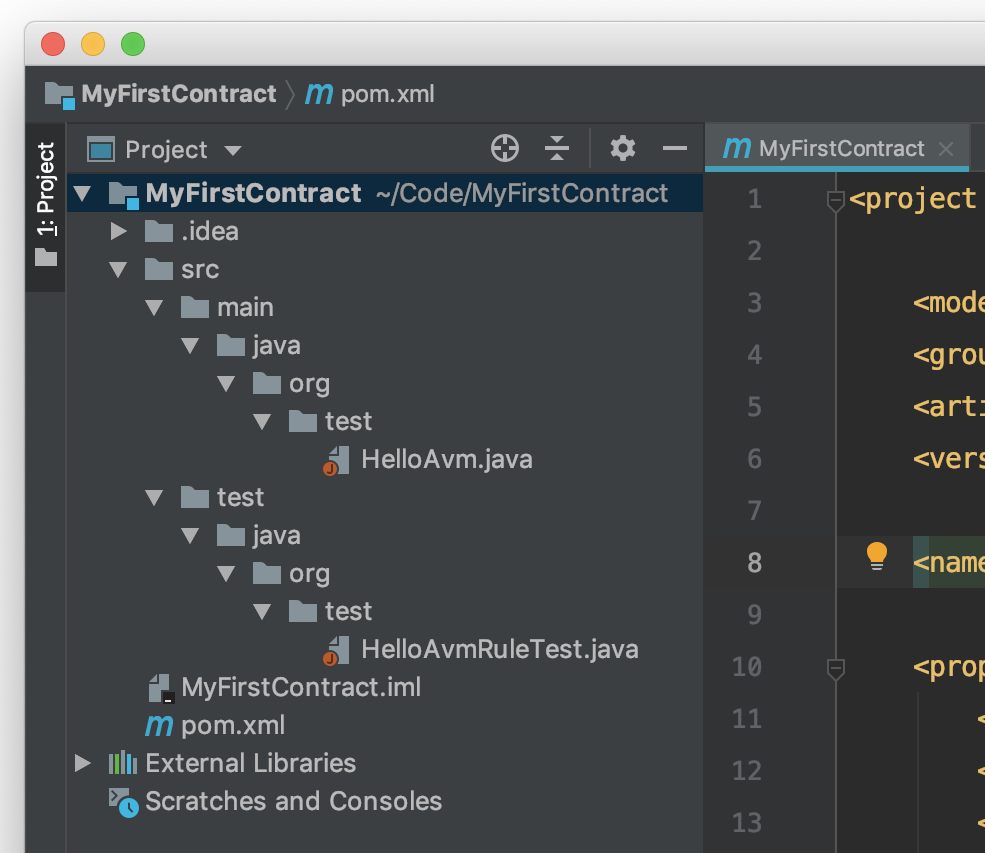 MyFirstContract 〉 m pom.xml
1: Project
Project
m MyFirstContract ×
MyFirstContract ~/Code/MyFirstContract
.idea
src
main
java
org
test
HelloAvm.java
test
java
org
test
HelloAvmRuleTest.java
MyFirstContract.iml
m pom.xml
External Libraries
Scratches and Consoles
1 <project
2
3 <mode
4 <grou
5 <arti
6 <vers
7
8 <name
9
10 <prop
11 <
12 <
13 <